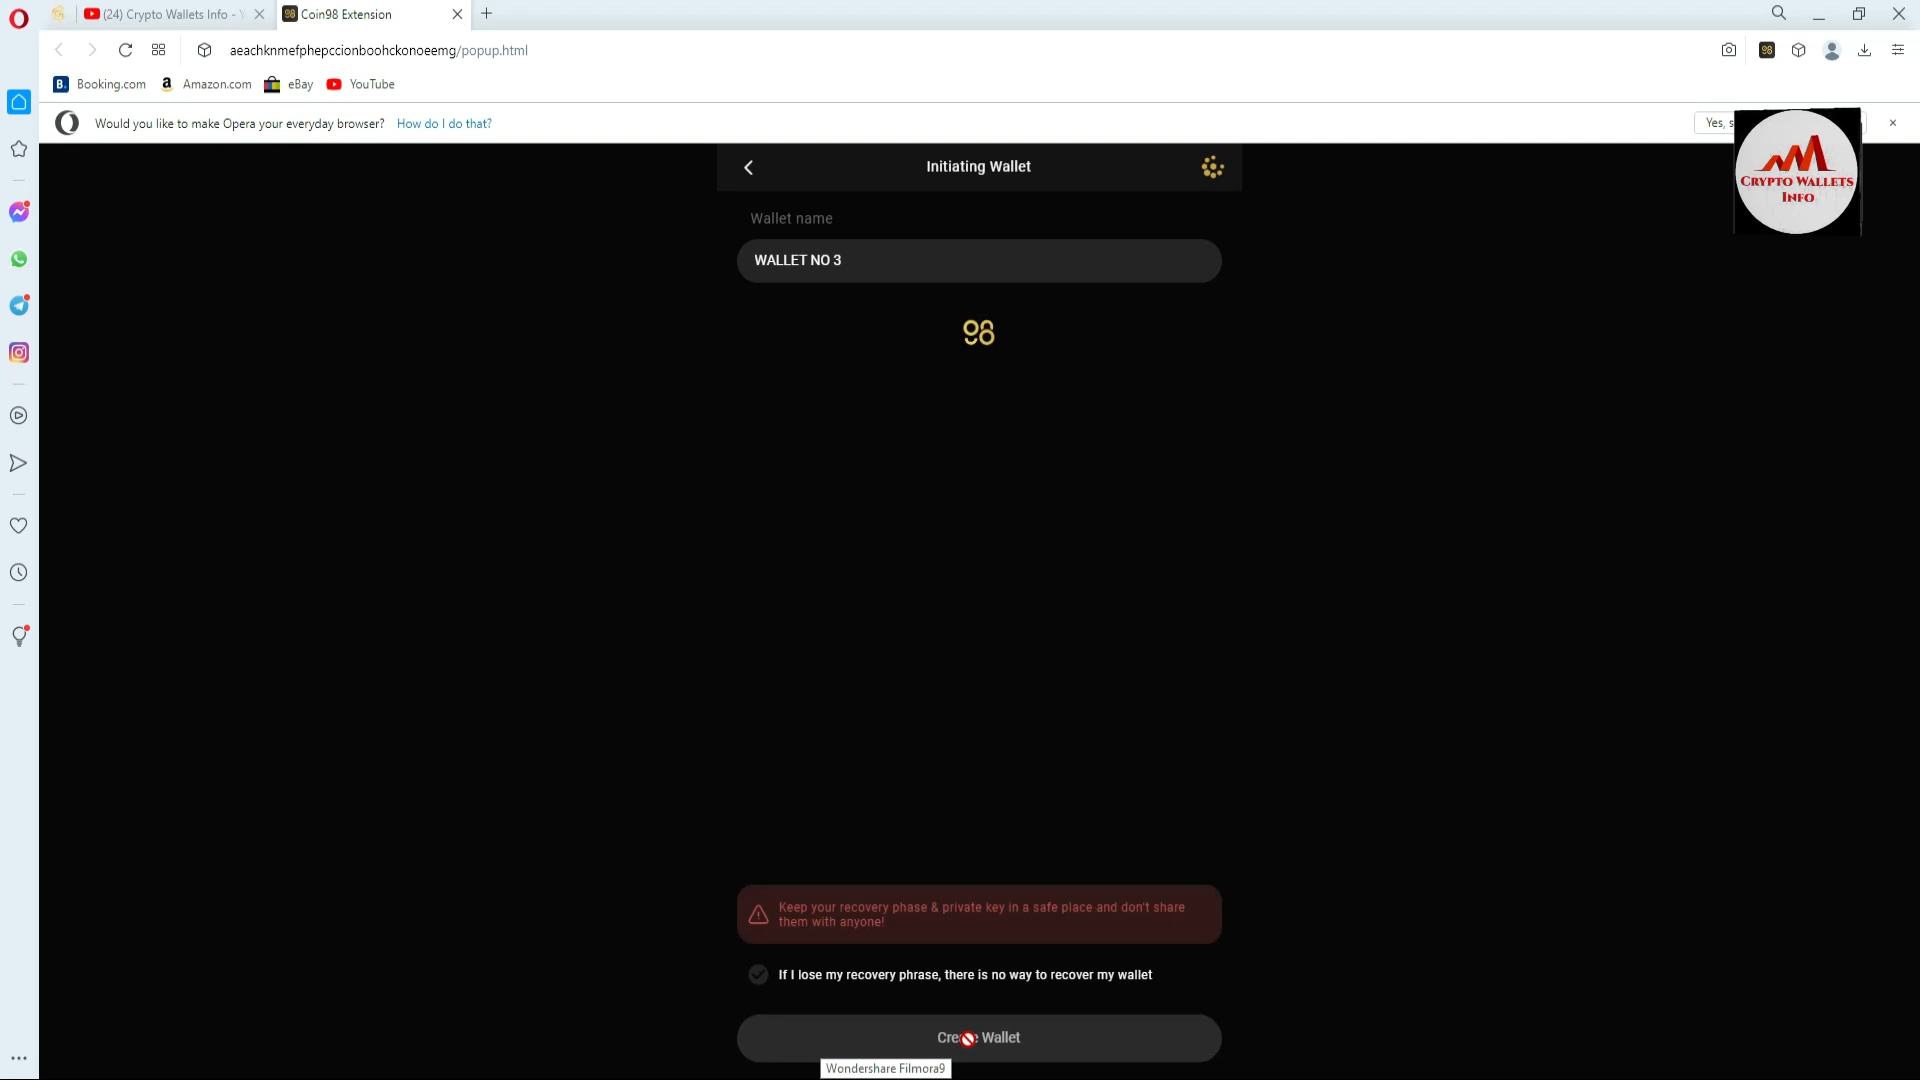 (24) Crypto Wallets Info -
Coin98 Extension
aeachknmefphepccionboohckonoeemg/popup.html
B. Booking.com
a Amazon.com
eBay
YouTube
Would you like to make Opera your everyday browser? How do I do that?
Yes,
Crypto Wallets
Info
Initiating Wallet
Wallet name
WALLET NO 3
98
Keep your recovery phase & private key in a safe place and don't share
them with anyone!
If I lose my recovery phrase, there is no way to recover my wallet
Create Wallet
Wondershare Filmora9